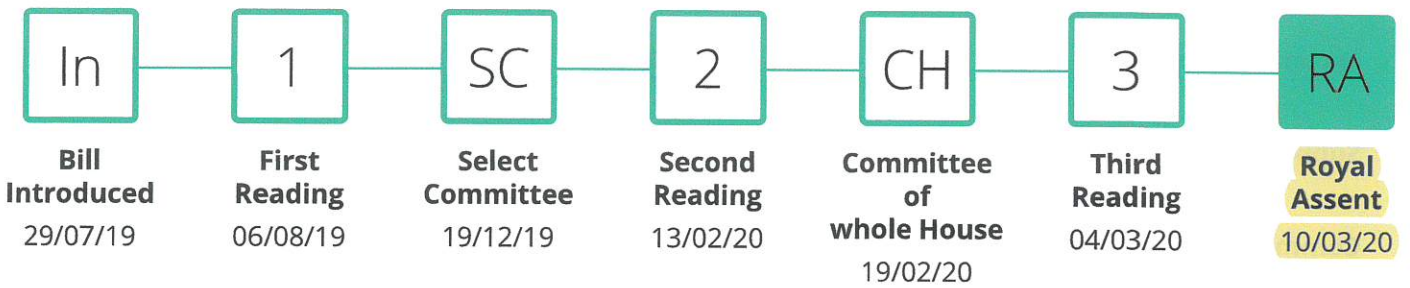 In
1
SC
2
CH
3
RA
Bill
Introduced
29/07/19
First
Reading
06/08/19
Select
Committee
19/12/19
Second
Reading
13/02/20
Committee
of
whole House
19/02/20
Third
Reading
04/03/20
Royal
Assent
10/03/20